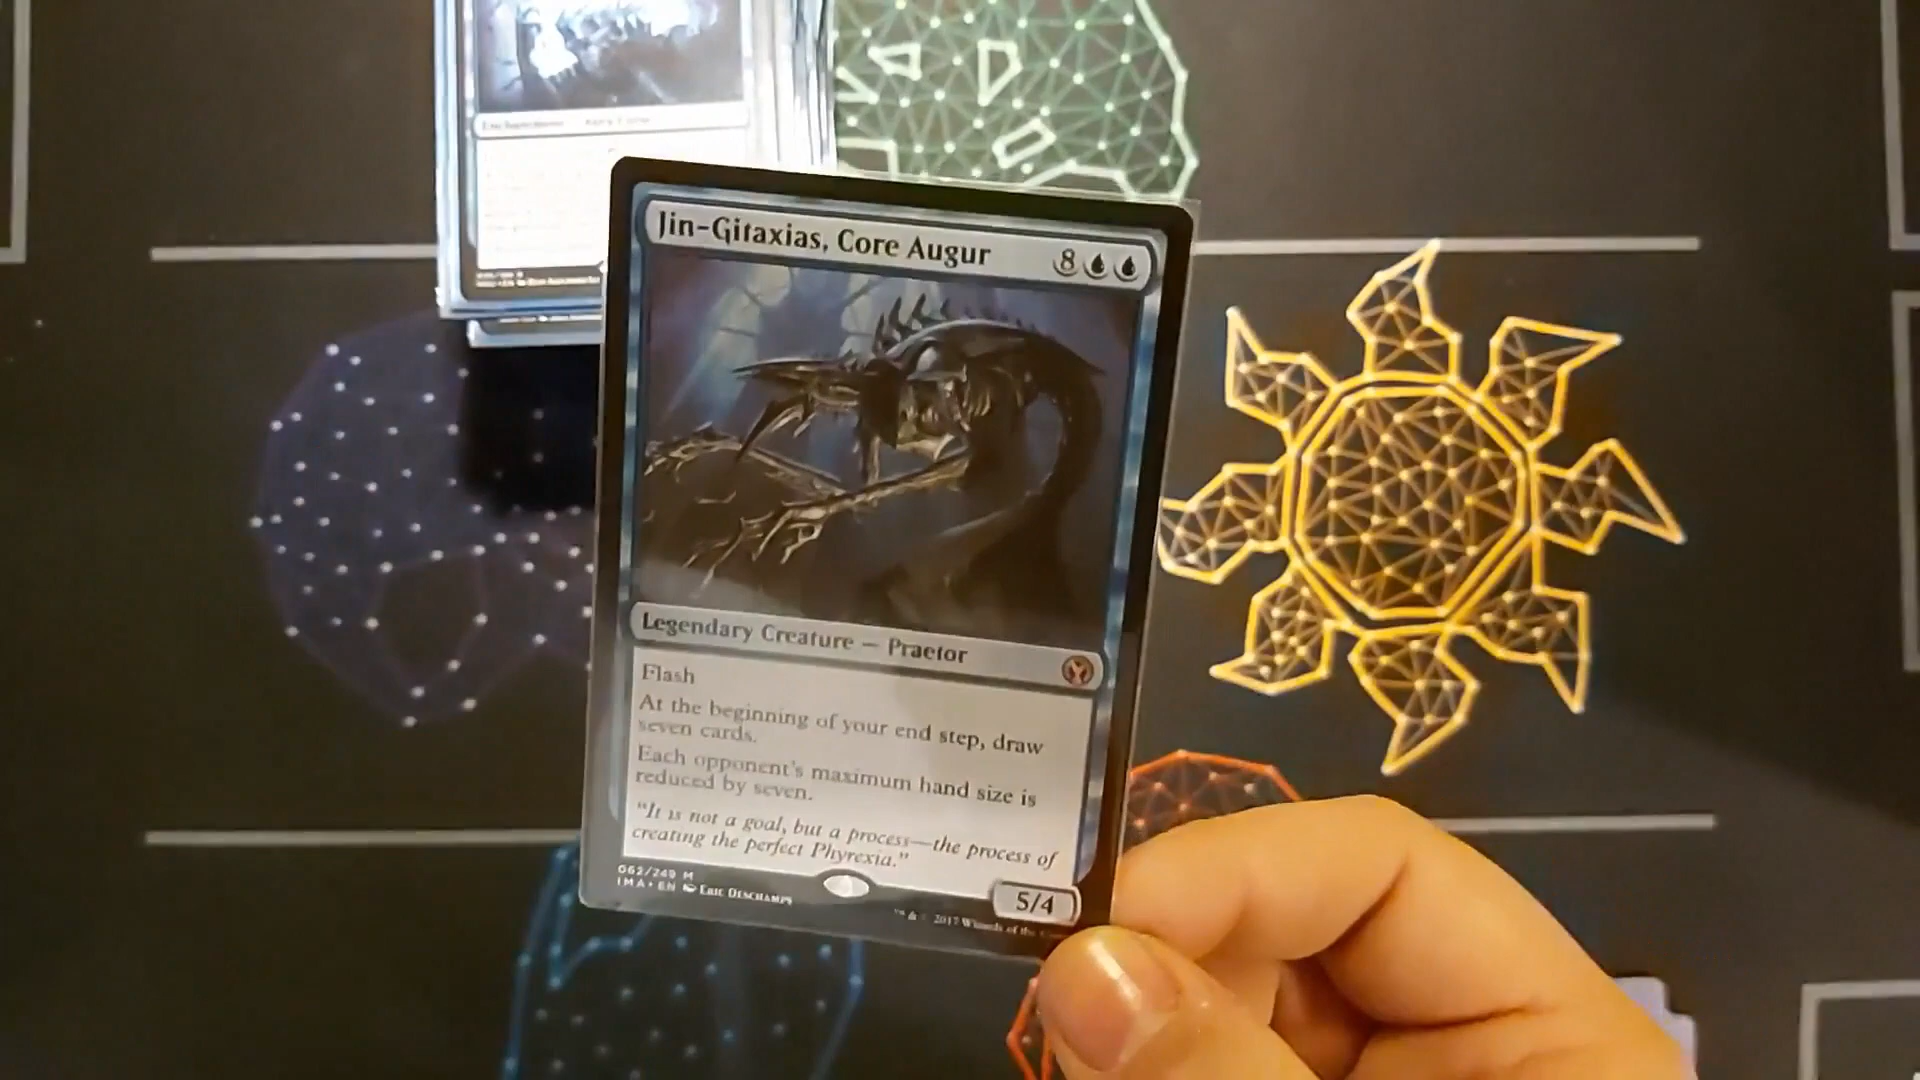 Jin-Gitaxias, Core Augur 8
Legendary Creature — Praetor
Flash
At the beginning of your end step, draw
seven cards.
Each opponent's maximum hand size is
reduced by seven.
"It is not a goal, but a process—the process of
creating the perfect Phyrexia."
5/4
062/249 M
IMA • EN Eric Deschamps
™ & © 2017 Wizards of the